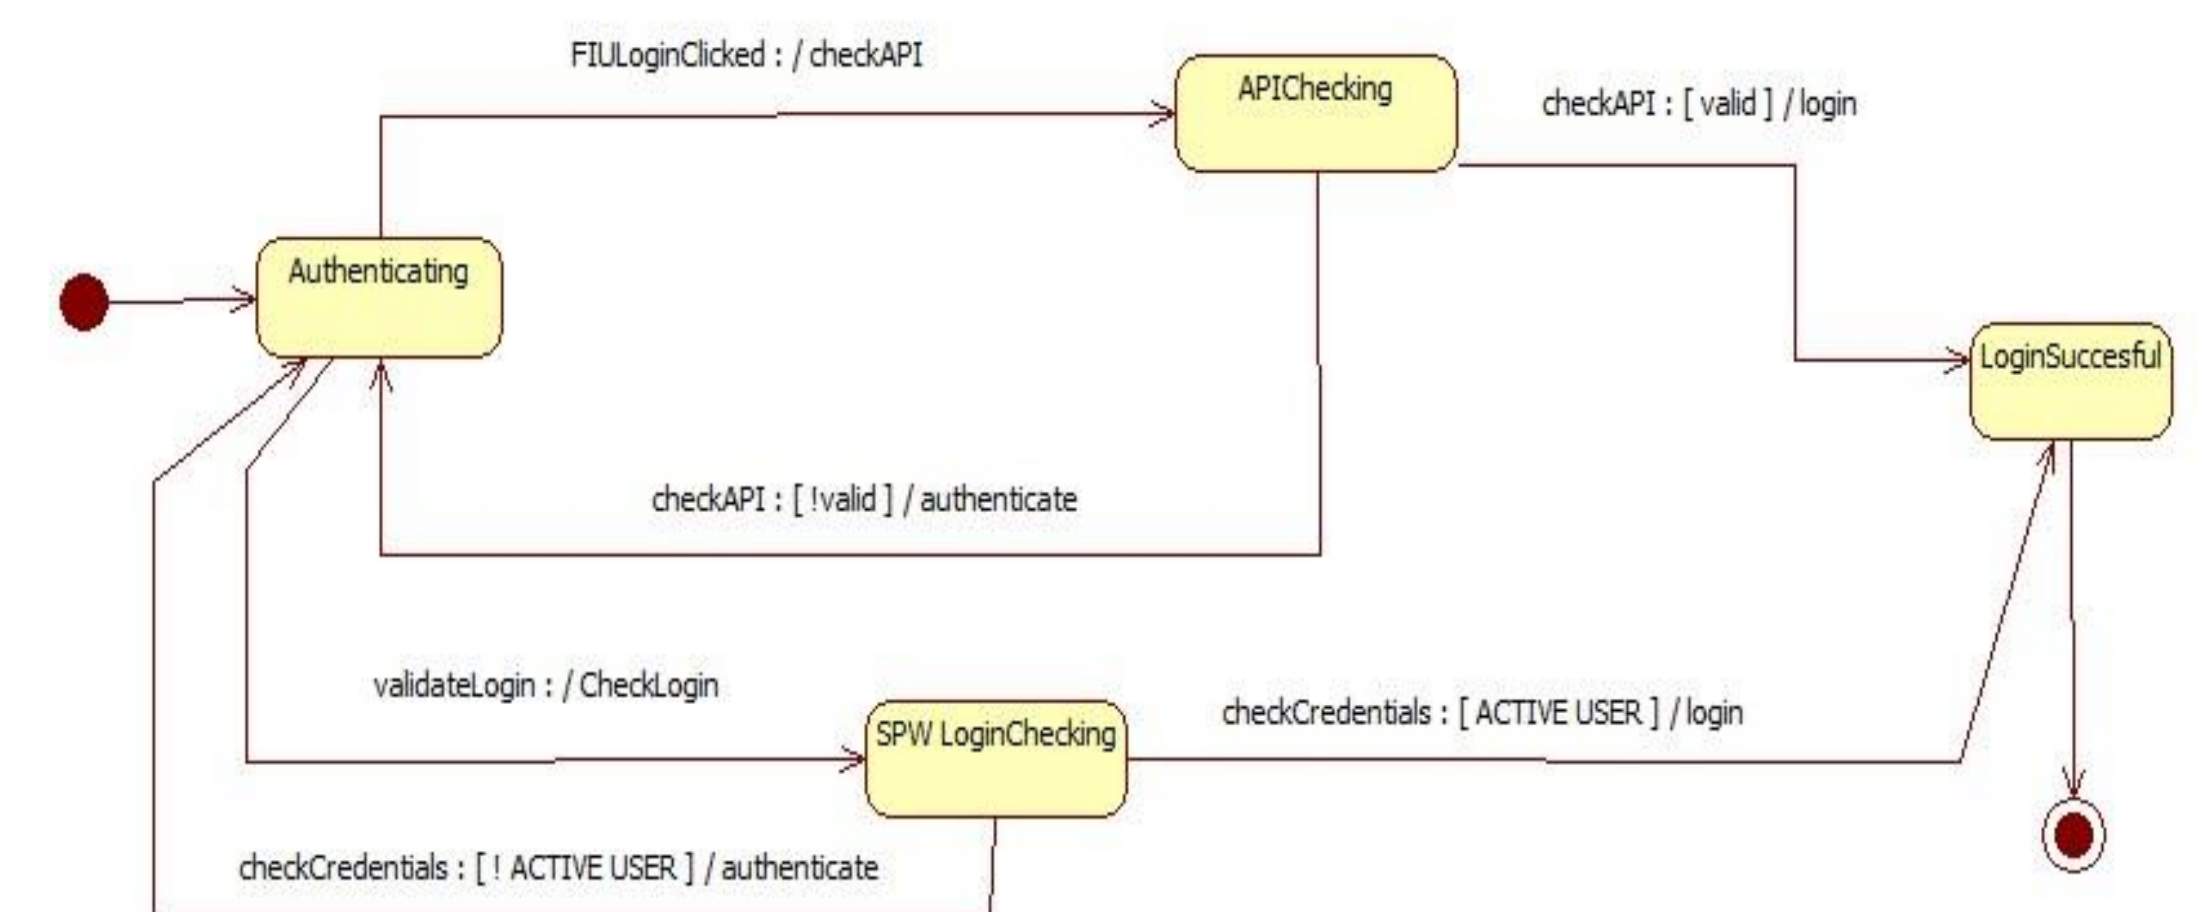 FIULoginClicked : / checkAPI
APIChecking
checkAPI : [ valid ] / login
Authenticating
LoginSuccesful
checkAPI : [ !valid ] / authenticate
validateLogin : / CheckLogin
SPW LoginChecking
checkCredentials : [ ACTIVE USER ] / login
checkCredentials : [ ! ACTIVE USER ] / authenticate